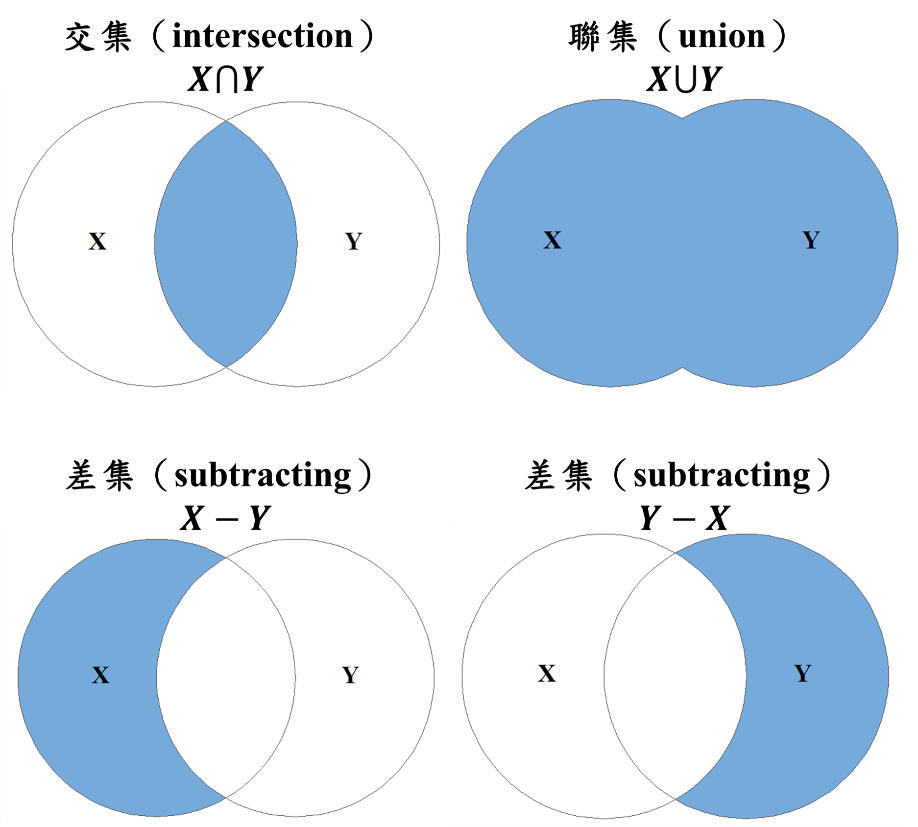 交集（intersection）
X∩Y
X
Y
聯集（union）
X∪Y
X
Y
差集（subtracting）
X − Y
X
Y
差集（subtracting）
Y − X
X
Y